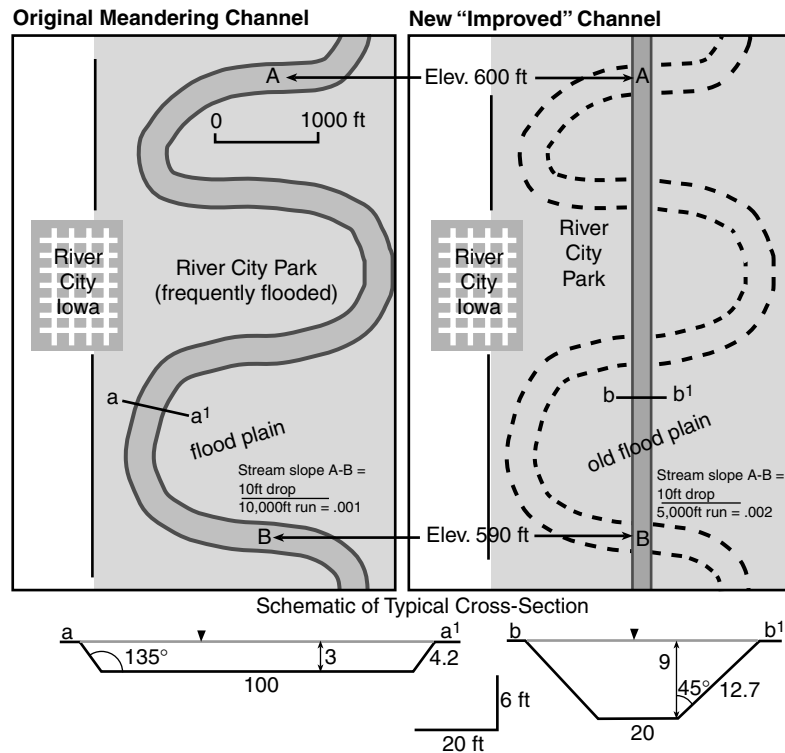 Original Meandering Channel
New “Improved” Channel
A
Elev. 600 ft
A
0
1000 ft
River
City
Iowa
River City Park
(frequently flooded)
River
City
Iowa
River
City
Park
a
a¹
flood plain
b
b¹
old flood plain
Stream slope A-B =
10ft drop
10,000ft run = .001
Stream slope A-B =
10ft drop
5,000ft run = .002
B
Elev. 590 ft
B
Schematic of Typical Cross-Section
a
a¹
135°
3
4.2
100
b
b¹
9
45°
12.7
20
6 ft
20 ft